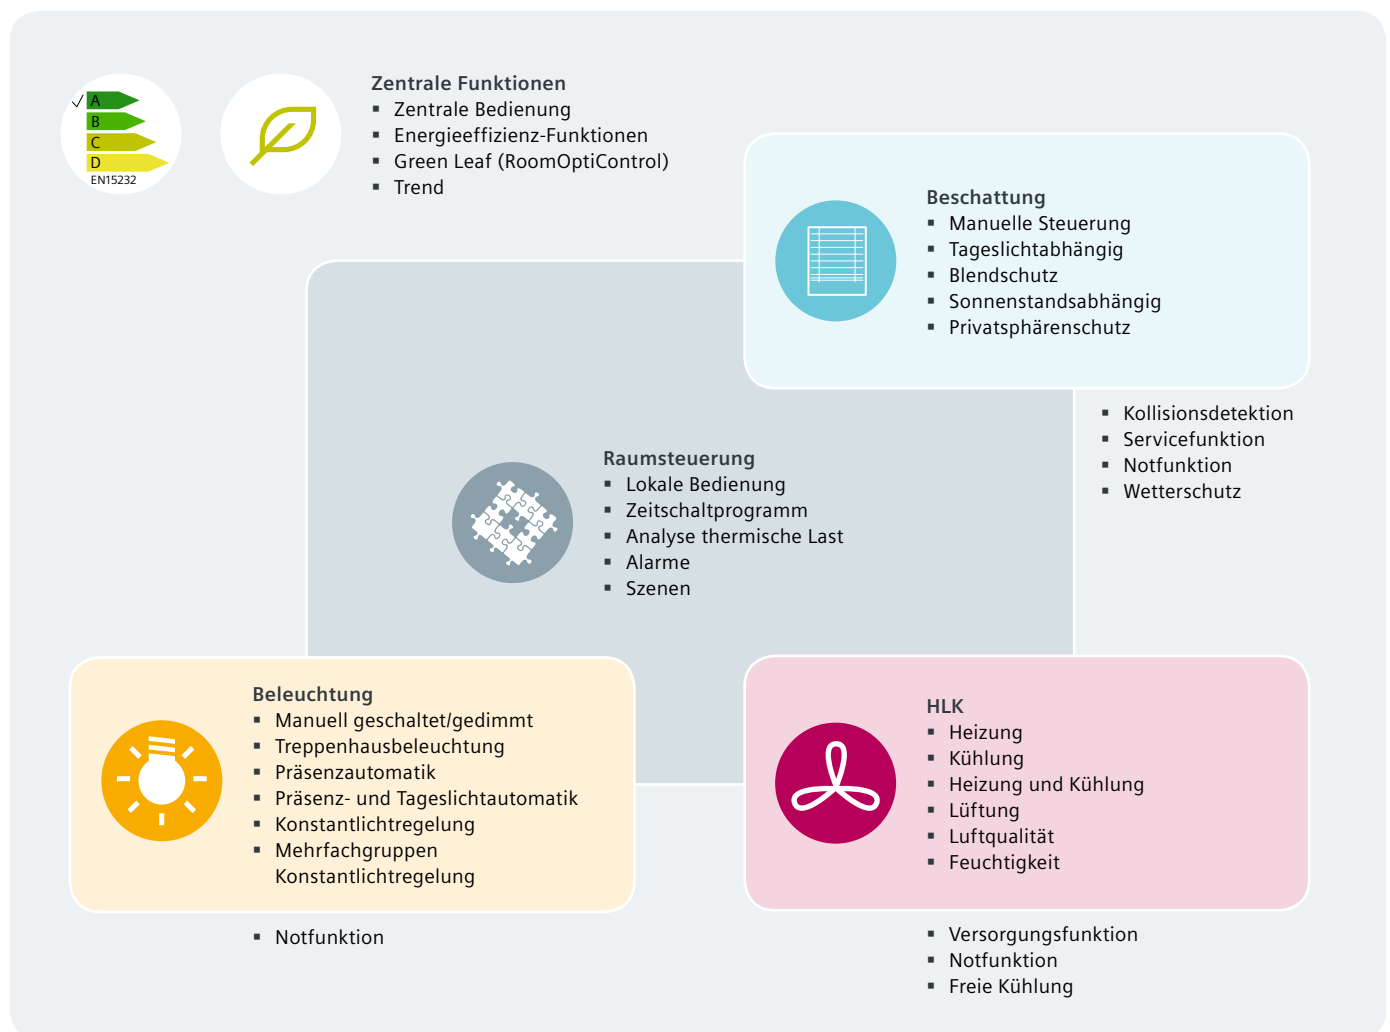 A
B
C
D
EN15232
Zentrale Funktionen
▪ Zentrale Bedienung
▪ Energieeffizienz-Funktionen
▪ Green Leaf (RoomOptiControl)
▪ Trend
Beschattung
▪ Manuelle Steuerung
▪ Tageslichtabhängig
▪ Blendschutz
▪ Sonnenstandsabhängig
▪ Privatsphärenschutz
▪ Kollisionsdetektion
▪ Servicefunktion
▪ Notfunktion
▪ Wetterschutz
Raumsteuerung
▪ Lokale Bedienung
▪ Zeitschaltprogramm
▪ Analyse thermische Last
▪ Alarme
▪ Szenen
Beleuchtung
▪ Manuell geschaltet/gedimmt
▪ Treppenhausbeleuchtung
▪ Präsenzautomatik
▪ Präsenz- und Tageslichtautomatik
▪ Konstantlichtregelung
▪ Mehrfachgruppen
Konstantlichtregelung
▪ Notfunktion
HLK
▪ Heizung
▪ Kühlung
▪ Heizung und Kühlung
▪ Lüftung
▪ Luftqualität
▪ Feuchtigkeit
▪ Versorgungsfunktion
▪ Notfunktion
▪ Freie Kühlung